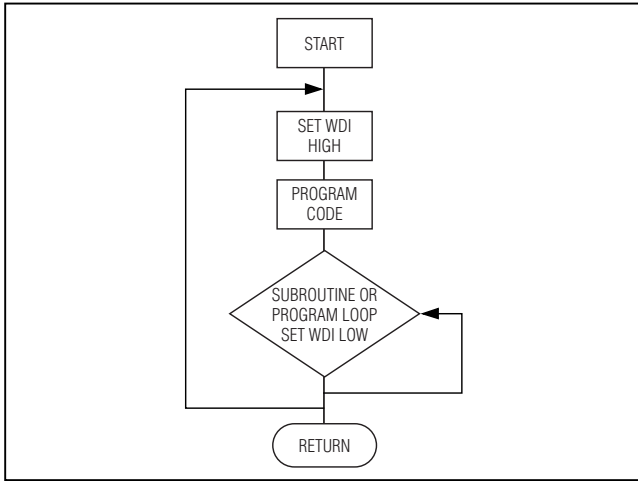 START
SET WDI
HIGH
PROGRAM
CODE
SUBROUTINE OR
PROGRAM LOOP
SET WDI LOW
RETURN